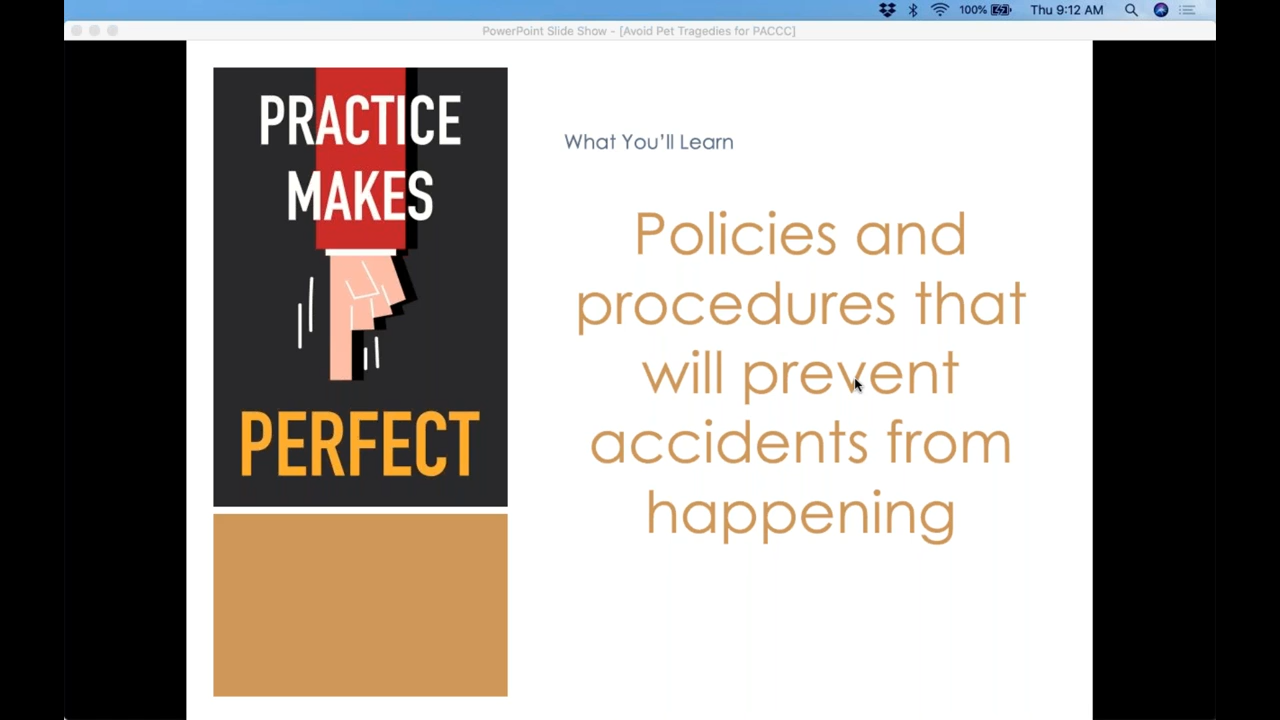 100%
Thu 9:12 AM
PowerPoint Slide Show - [Avoid Pet Tragedies for PACCC]
PRACTICE
MAKES
PERFECT
What You’ll Learn
Policies and
procedures that
will prevent
accidents from
happening